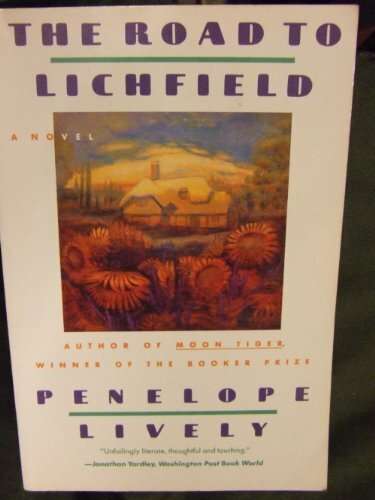 THE ROAD TO
LICHFIELD
A NOVEL
AUTHOR OF MOON TIGER,
WINNER OF THE BOOKER PRIZE
PENELOPE
LIVELY
"Unfailingly literate, thoughtful and touching."
—Jonathan Yardley, Washington Post Book World